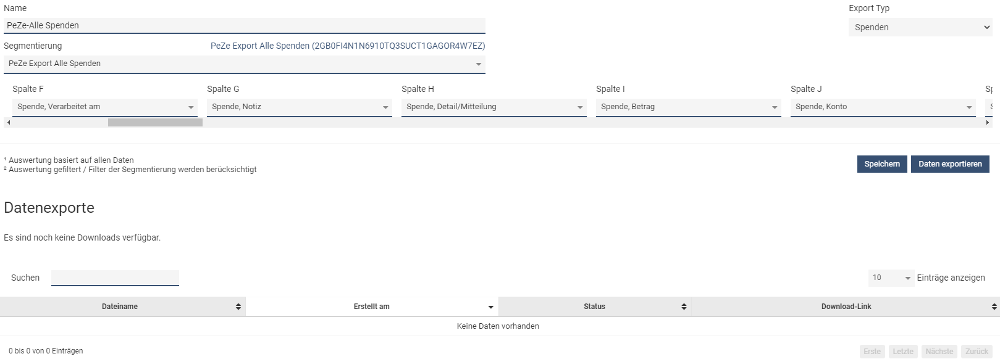 Name
Export Typ
PeZe-Alle Spenden
Spenden
Segmentierung
PeZe Export Alle Spenden (2GB0FI4N1N6910TQ3SUCT1GAGOR4W7EZ)
PeZe Export Alle Spenden
Spalte F
Spalte G
Spalte H
Spalte I
Spalte J
Spende, Verarbeitet am
Spende, Notiz
Spende, Detail/Mitteilung
Spende, Betrag
Spende, Konto
¹ Auswertung basiert auf allen Daten
² Auswertung gefiltert / Filter der Segmentierung werden berücksichtigt
Speichern
Daten exportieren
Datenexporte
Es sind noch keine Downloads verfügbar.
Suchen
10
Einträge anzeigen
Dateiname
Erstellt am
Status
Download-Link
Keine Daten vorhanden
0 bis 0 von 0 Einträgen
Erste
Letzte
Nächste
Zurück